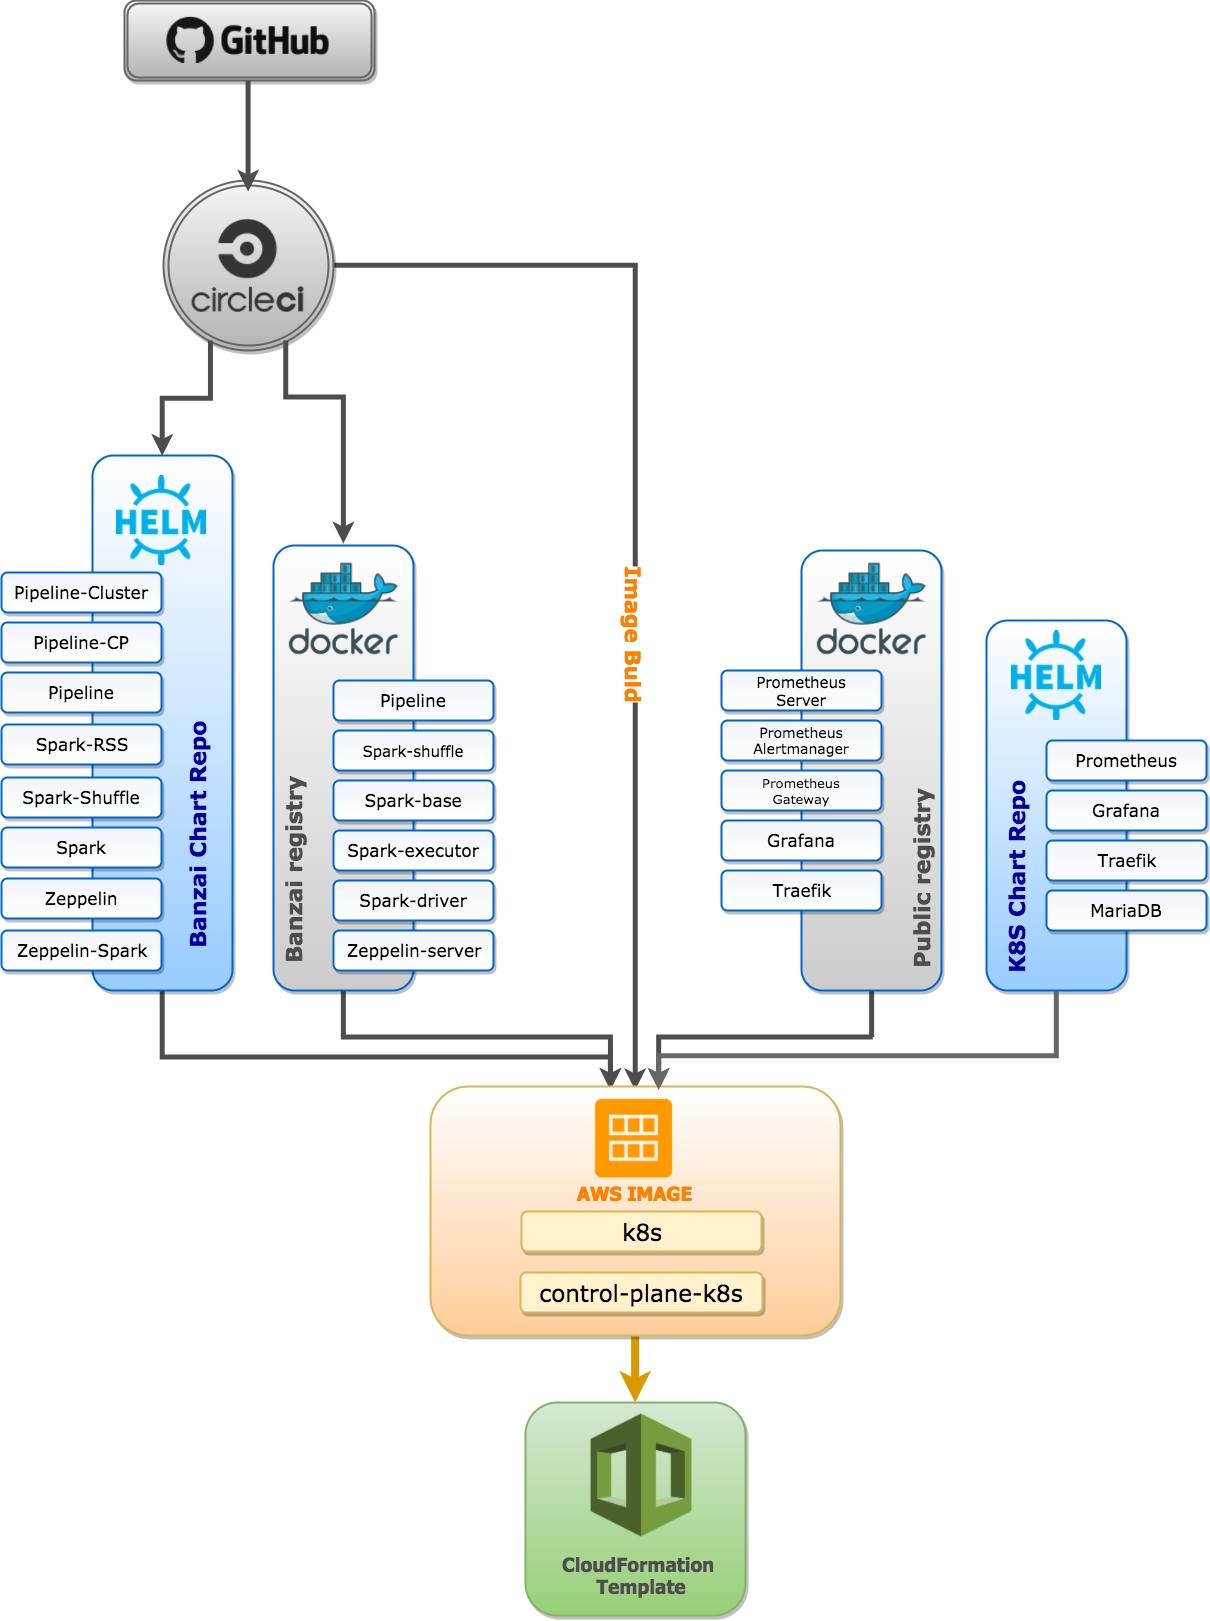 GitHub
circleci
HELM
Pipeline-Cluster
Pipeline-CP
Pipeline
Spark-RSS
Spark-Shuffle
Spark
Zeppelin
Zeppelin-Spark
Banzai Chart Repo
docker
Pipeline
Spark-shuffle
Spark-base
Spark-executor
Spark-driver
Zeppelin-server
Banzai registry
Image Buld
docker
Prometheus
Server
Prometheus
Alertmanager
Prometheus
Gateway
Grafana
Traefik
Public registry
HELM
Prometheus
Grafana
Traefik
MariaDB
K8S Chart Repo
AWS IMAGE
k8s
control-plane-k8s
CloudFormation
Template